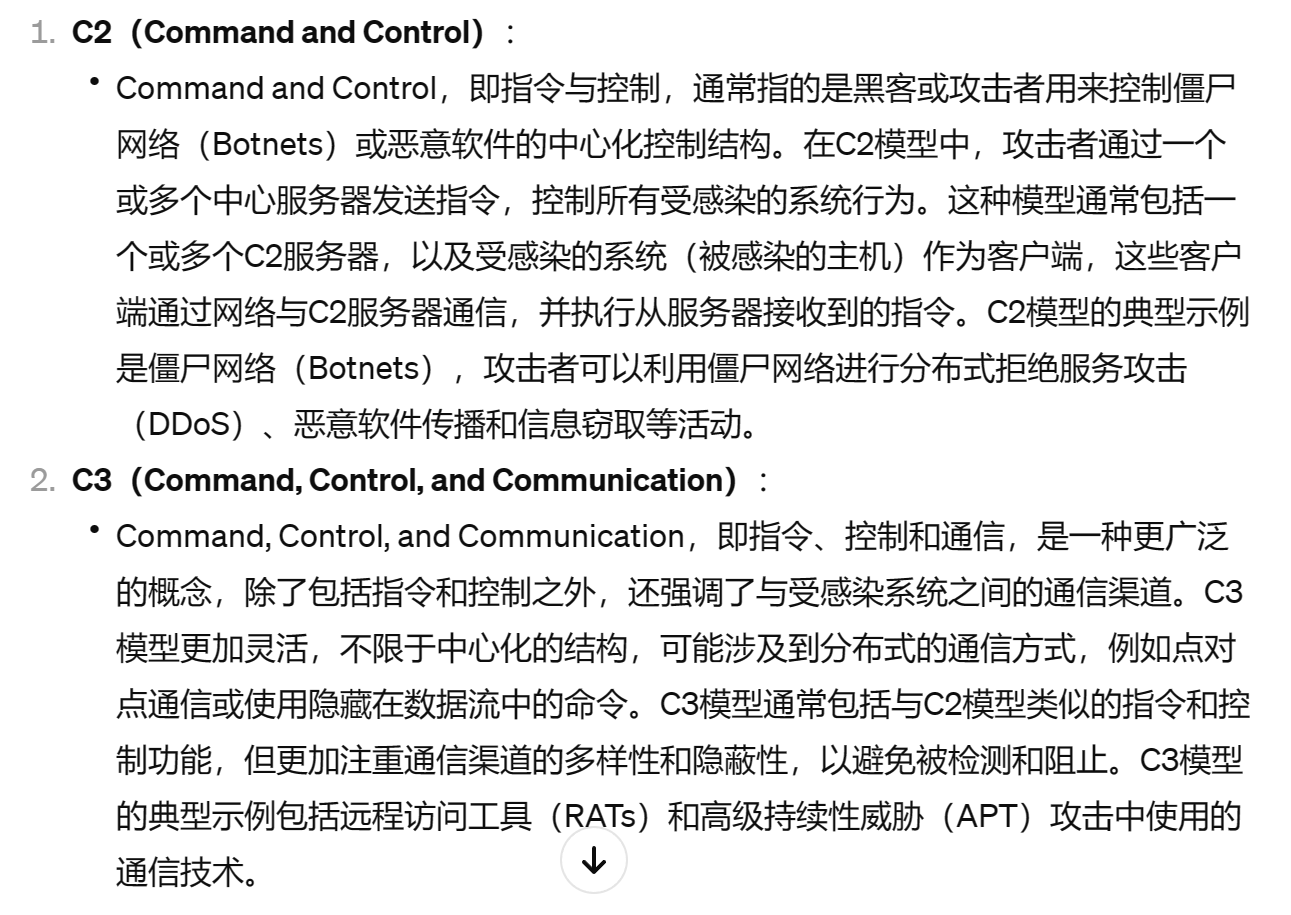 1. C2（Command and Control）：
• Command and Control，即指令与控制，通常指的是黑客或攻击者用来控制僵尸
网络（Botnets）或恶意软件的中心化控制结构。在C2模型中，攻击者通过一个
或多个中心服务器发送指令，控制所有受感染的系统行为。这种模型通常包括一
个或多个C2服务器，以及受感染的系统（被感染的主机）作为客户端，这些客户
端通过网络与C2服务器通信，并执行从服务器接收到的指令。C2模型的典型示例
是僵尸网络（Botnets），攻击者可以利用僵尸网络进行分布式拒绝服务攻击
（DDoS）、恶意软件传播和信息窃取等活动。
2. C3（Command, Control, and Communication）：
• Command, Control, and Communication，即指令、控制和通信，是一种更广泛
的概念，除了包括指令和控制之外，还强调了与受感染系统之间的通信渠道。C3
模型更加灵活，不限于中心化的结构，可能涉及到分布式的通信方式，例如点对
点通信或使用隐藏在数据流中的命令。C3模型通常包括与C2模型类似的指令和控
制功能，但更加注重通信渠道的多样性和隐蔽性，以避免被检测和阻止。C3模型
的典型示例包括远程访问工具（RATs）和高级持续性威胁（APT）攻击中使用的
通信技术。